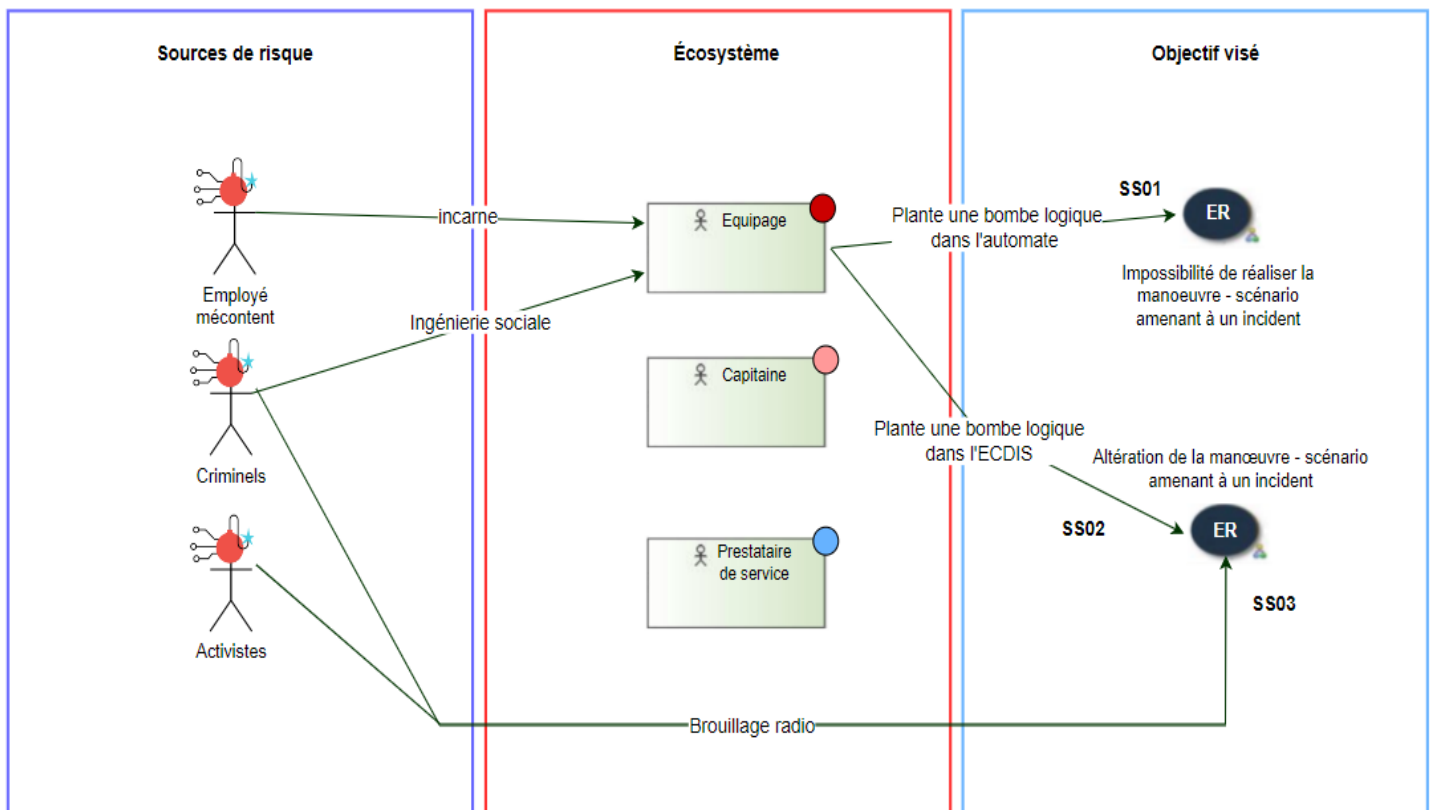 Sources de risque
Écosystème
Objectif visé
Employé
mécontent
Criminels
Activistes
incarne
Ingénierie sociale
Equipage
Capitaine
Prestataire
de service
Plante une bombe logique
dans l'automate
Plante une bombe logique
dans l'ECDIS
Brouillage radio
SS01
ER
Impossibilité de réaliser la
manoeuvre - scénario
amenant à un incident
Altération de la manœuvre - scénario
amenant à un incident
SS02
ER
SS03